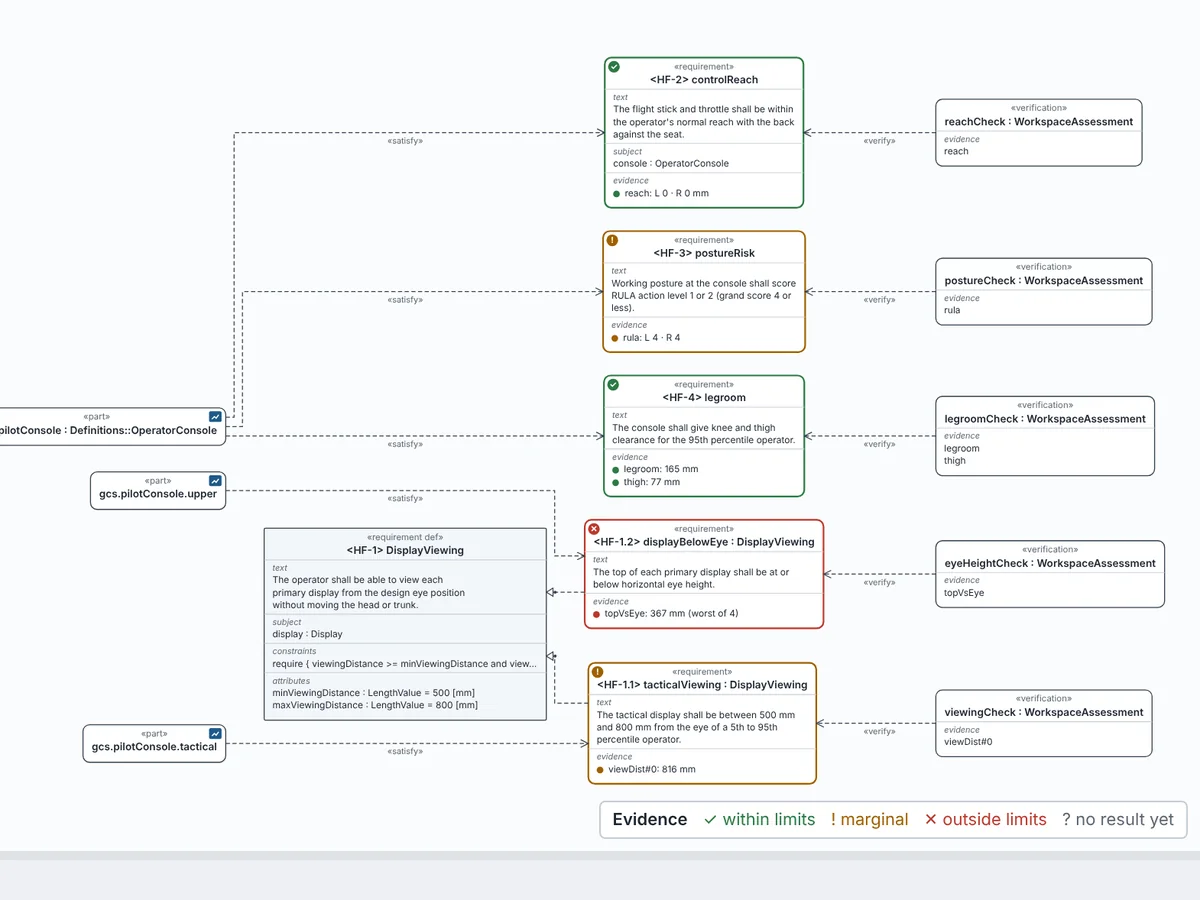 «requirement»
<HF-2> controlReach
text
The flight stick and throttle shall be within
the operator's normal reach with the back
against the seat.
subject
console : OperatorConsole
evidence
reach: L 0 · R 0 mm
«satisfy»
«verify»
«verification»
reachCheck : WorkspaceAssessment
evidence
reach
«requirement»
<HF-3> postureRisk
text
Working posture at the console shall score
RULA action level 1 or 2 (grand score 4 or
less).
evidence
rula: L 4 · R 4
«satisfy»
«verify»
«verification»
postureCheck : WorkspaceAssessment
evidence
rula
«part»
pilotConsole : Definitions::OperatorConsole
«requirement»
<HF-4> legroom
text
The console shall give knee and thigh
clearance for the 95th percentile operator.
evidence
legroom: 165 mm
thigh: 77 mm
«satisfy»
«verify»
«verification»
legroomCheck : WorkspaceAssessment
evidence
legroom
thigh
«part»
gcs.pilotConsole.upper
«satisfy»
«requirement def»
<HF-1> DisplayViewing
text
The operator shall be able to view each
primary display from the design eye position
without moving the head or trunk.
subject
display : Display
constraints
require { viewingDistance >= minViewingDistance and view...
attributes
minViewingDistance : LengthValue = 500 [mm]
maxViewingDistance : LengthValue = 800 [mm]
«requirement»
<HF-1.2> displayBelowEye : DisplayViewing
text
The top of each primary display shall be at or
below horizontal eye height.
evidence
topVsEye: 367 mm (worst of 4)
«verify»
«verification»
eyeHeightCheck : WorkspaceAssessment
evidence
topVsEye
«part»
gcs.pilotConsole.tactical
«satisfy»
«requirement»
<HF-1.1> tacticalViewing : DisplayViewing
text
The tactical display shall be between 500 mm
and 800 mm from the eye of a 5th to 95th
percentile operator.
evidence
viewDist#0: 816 mm
«verify»
«verification»
viewingCheck : WorkspaceAssessment
evidence
viewDist#0
Evidence ✓ within limits ! marginal ✕ outside limits ? no result yet